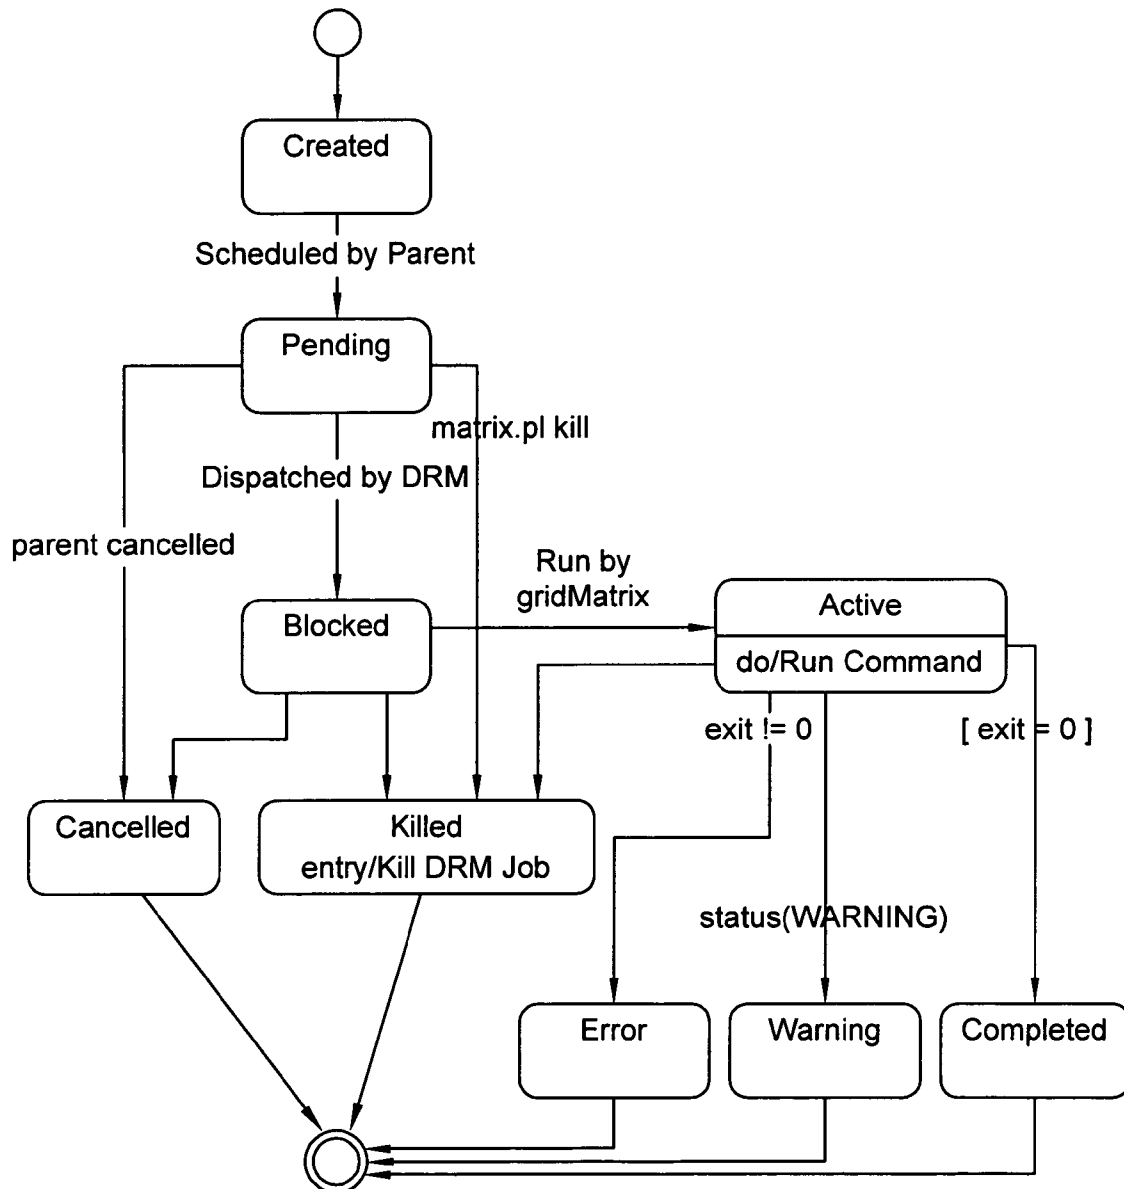 Created
Scheduled by Parent
Pending
matrix.pl kill
Dispatched by DRM
parent cancelled
Run by
gridMatrix
Blocked
Active
do/Run Command
exit != 0
[ exit = 0 ]
Cancelled
Killed
entry/Kill DRM Job
status(WARNING)
Error
Warning
Completed